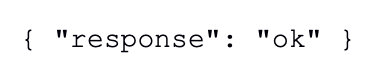 { "response": "ok" }